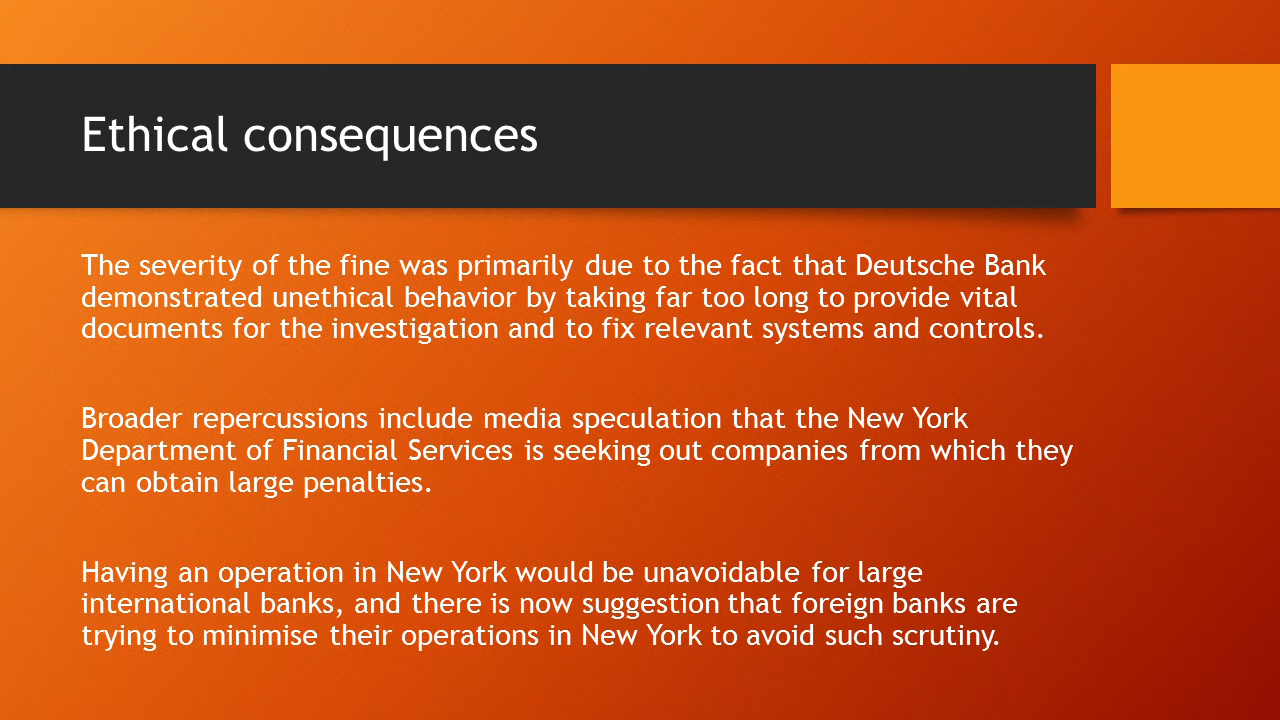 Ethical consequences
The severity of the fine was primarily due to the fact that Deutsche Bank
demonstrated unethical behavior by taking far too long to provide vital
documents for the investigation and to fix relevant systems and controls.
Broader repercussions include media speculation that the New York
Department of Financial Services is seeking out companies from which they
can obtain large penalties.
Having an operation in New York would be unavoidable for large
international banks, and there is now suggestion that foreign banks are
trying to minimise their operations in New York to avoid such scrutiny.